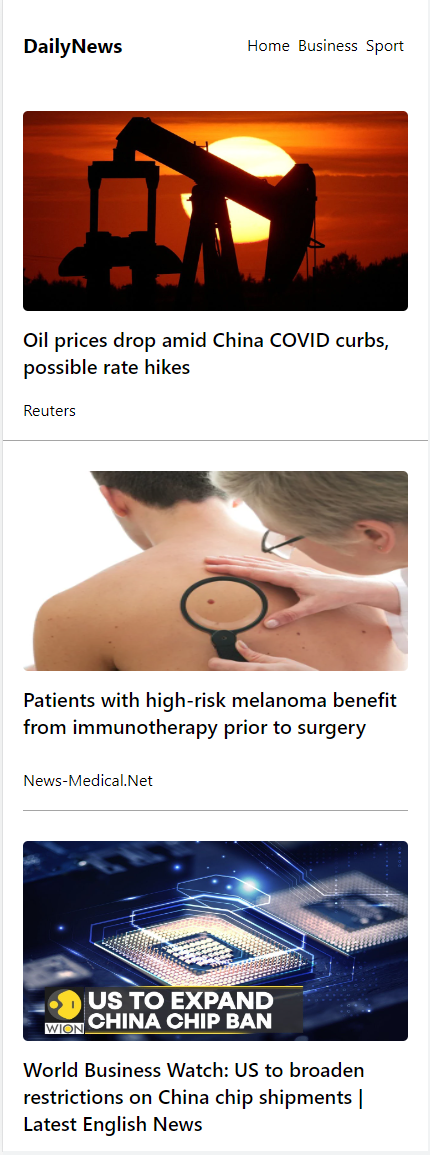 DailyNews
Home Business Sport
Oil prices drop amid China COVID curbs,
possible rate hikes
Reuters
Patients with high-risk melanoma benefit
from immunotherapy prior to surgery
News-Medical.Net
US TO EXPAND
CHINA CHIP BAN
WION
World Business Watch: US to broaden
restrictions on China chip shipments |
Latest English News